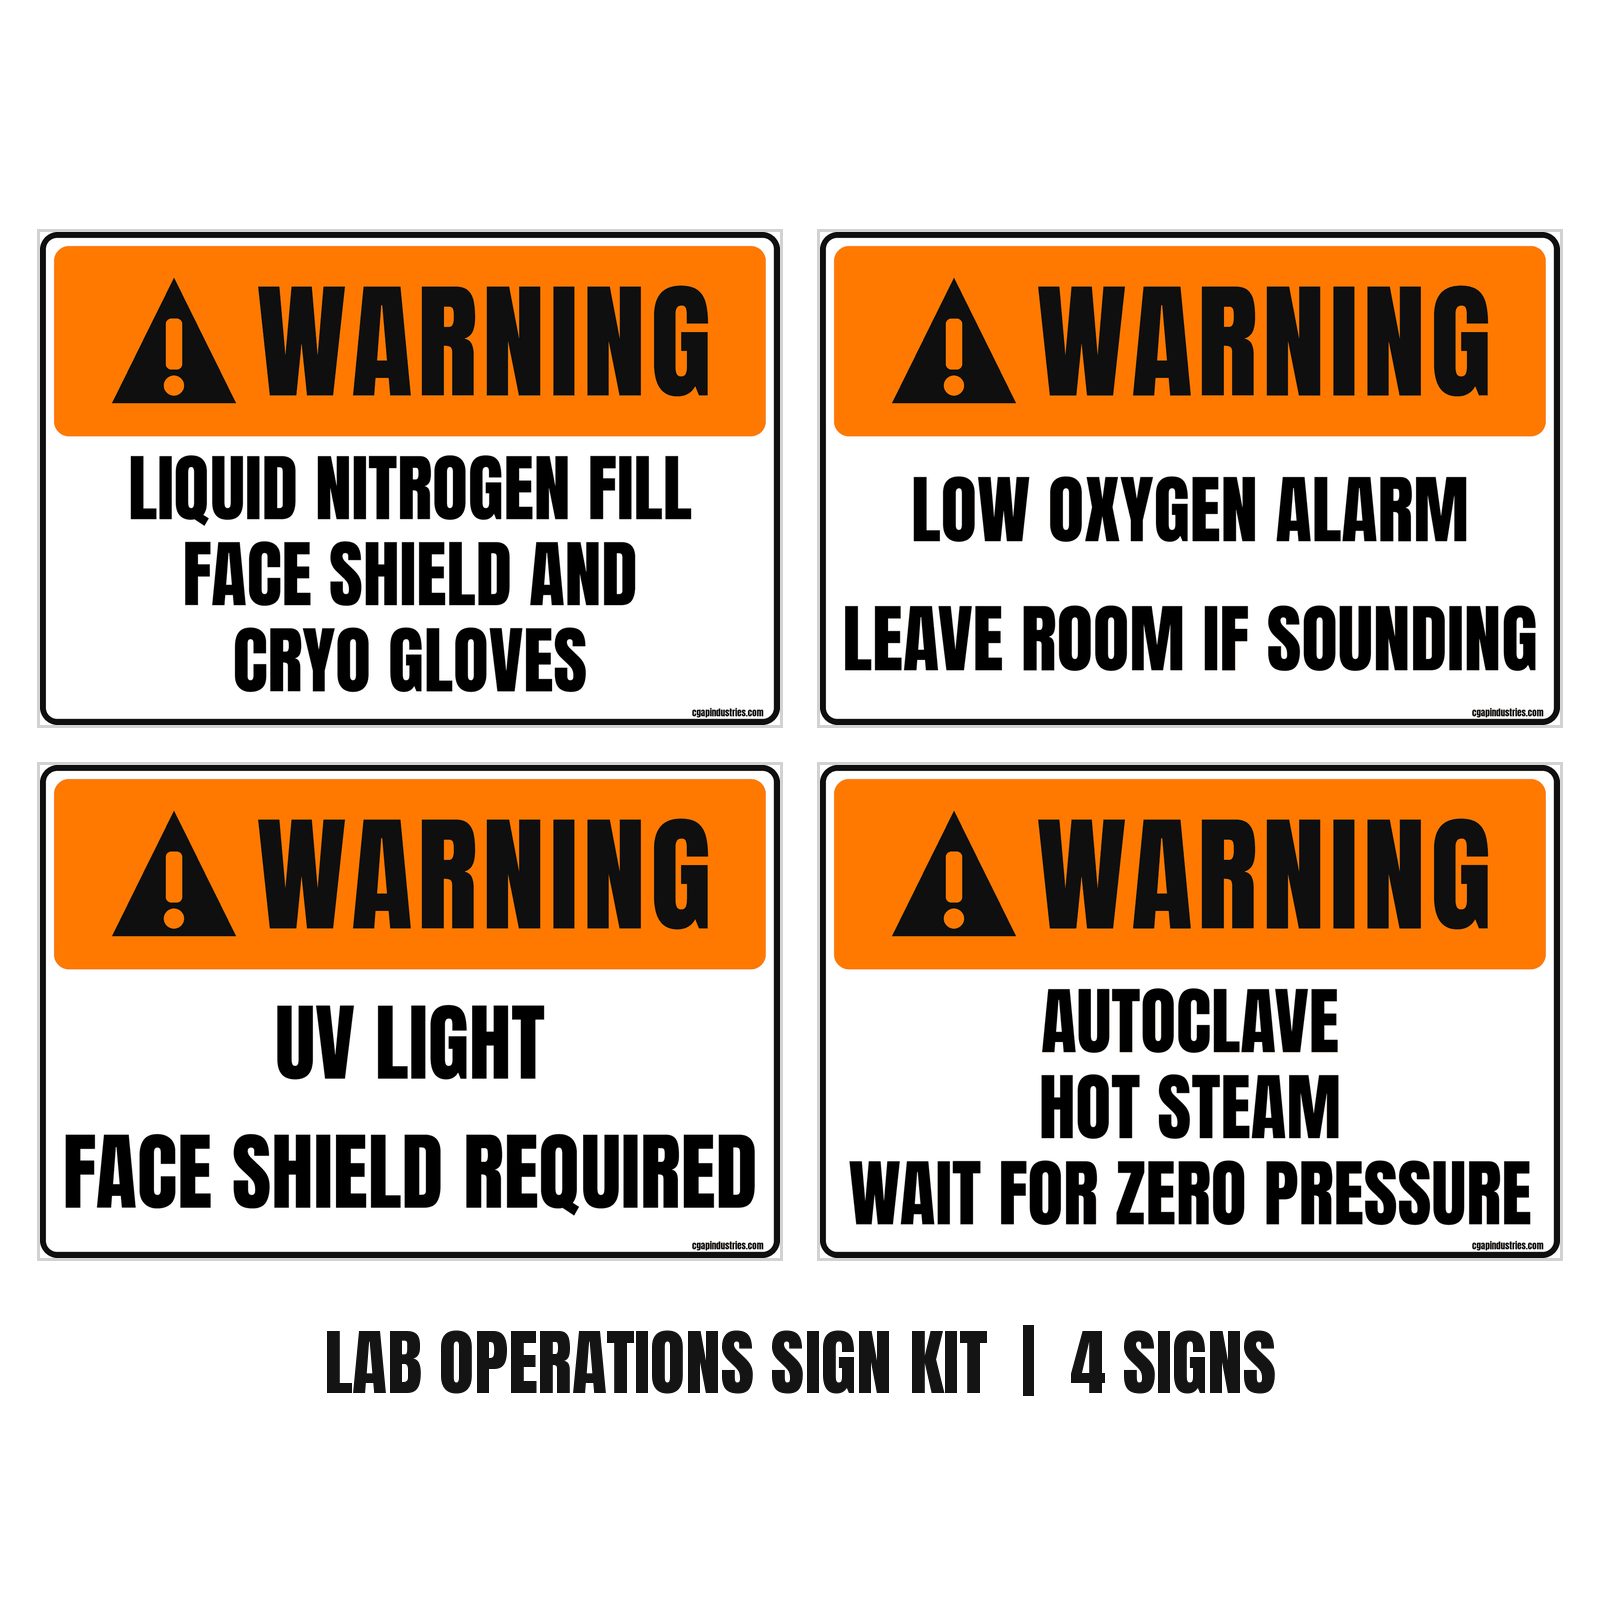 WARNING
LIQUID NITROGEN FILL
FACE SHIELD AND
CRYO GLOVES
cgapindustries.com
WARNING
LOW OXYGEN ALARM
LEAVE ROOM IF SOUNDING
cgapindustries.com
WARNING
UV LIGHT
FACE SHIELD REQUIRED
cgapindustries.com
WARNING
AUTOCLAVE
HOT STEAM
WAIT FOR ZERO PRESSURE
cgapindustries.com
LAB OPERATIONS SIGN KIT | 4 SIGNS